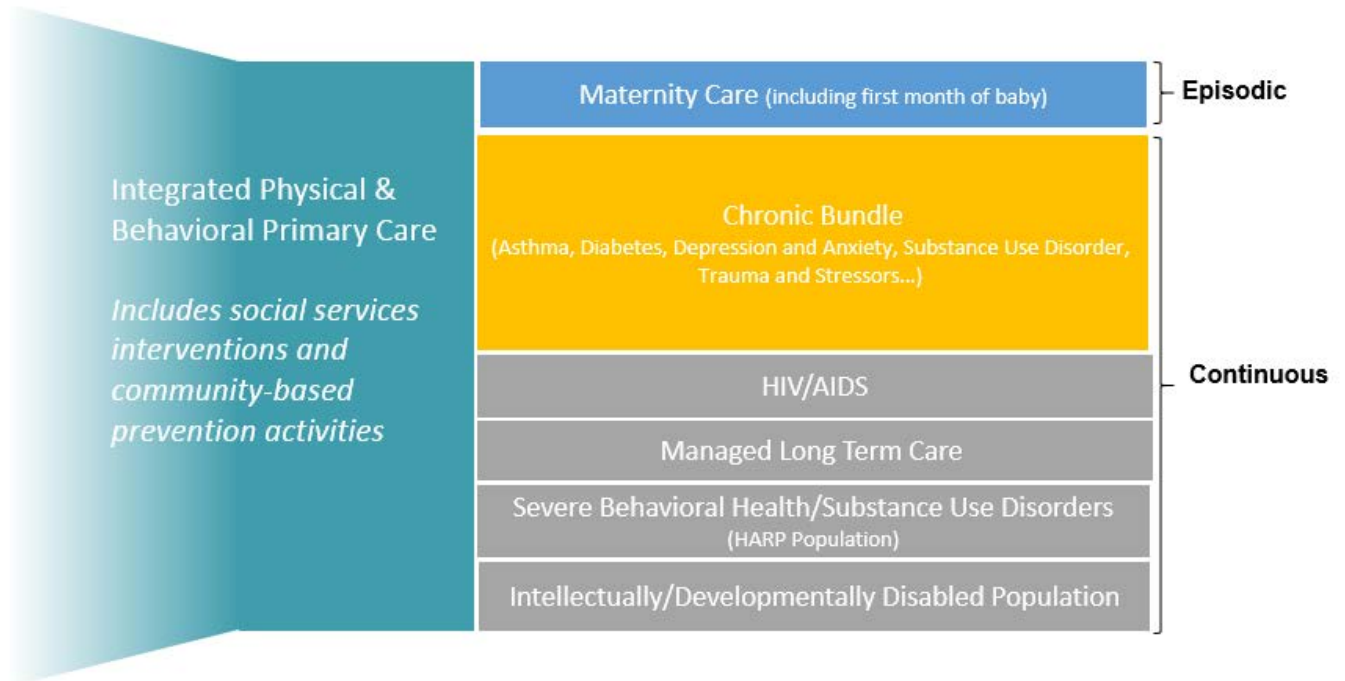 Integrated Physical &
Behavioral Primary Care
Includes social services
interventions and
community-based
prevention activities
Maternity Care (including first month of baby)
Episodic
Chronic Bundle
(Asthma, Diabetes, Depression and Anxiety, Substance Use Disorder,
Trauma and Stressors...)
HIV/AIDS
Managed Long Term Care
Severe Behavioral Health/Substance Use Disorders
(HARP Population)
Intellectually/Developmentally Disabled Population
Continuous